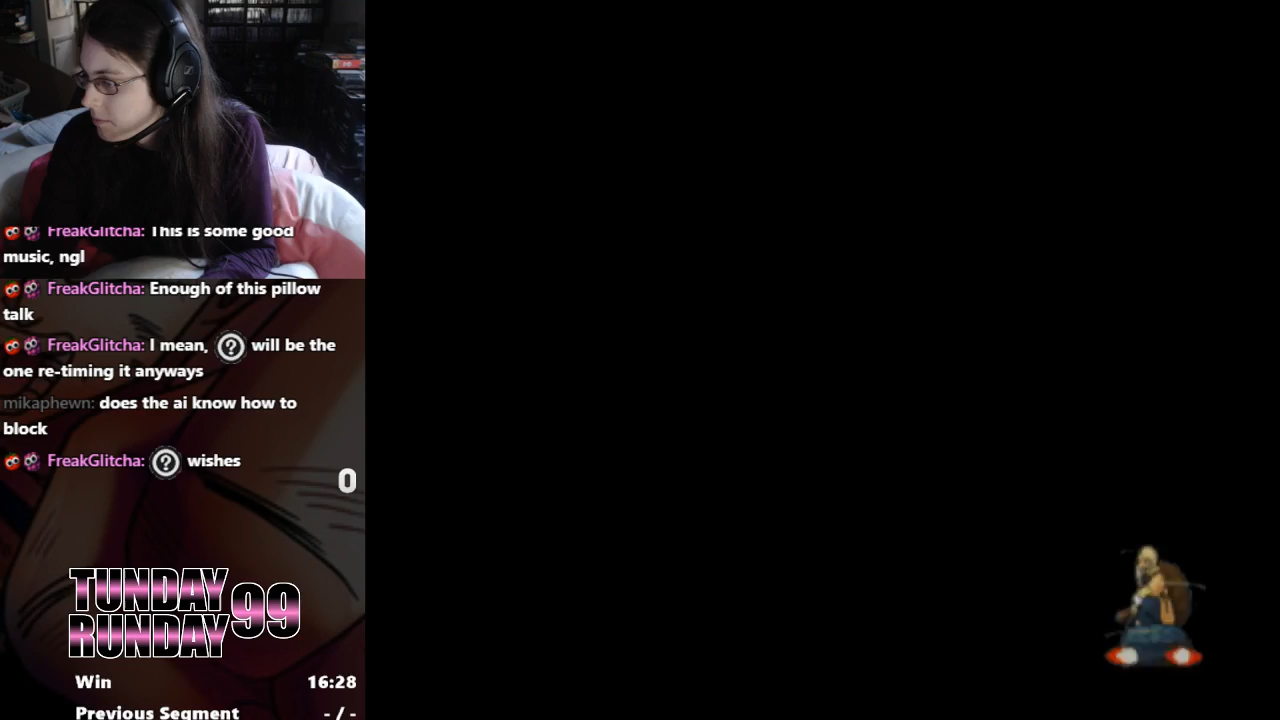 FreakGlitcha: This is some good
music, ngl
FreakGlitcha: Enough of this pillow
talk
FreakGlitcha: I mean, ? will be the
one re-timing it anyways
mikaphewn: does the ai know how to
block
FreakGlitcha: ? wishes
0
TUNDAY
RUNDAY
99
Win 16:28
Previous Segment - / -